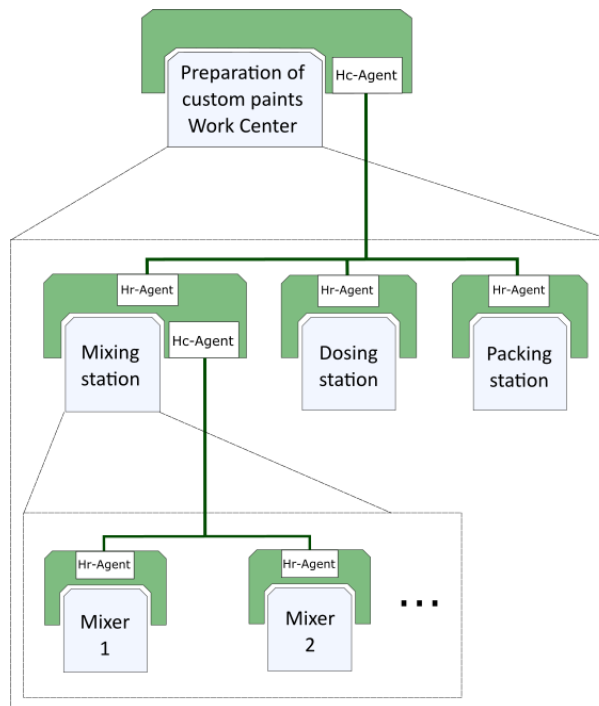 Preparation of
custom paints
Work Center
Hc-Agent
Hr-Agent
Hr-Agent
Hr-Agent
Mixing
station
Hc-Agent
Dosing
station
Packing
station
Hr-Agent
Hr-Agent
Mixer
1
Mixer
2
...